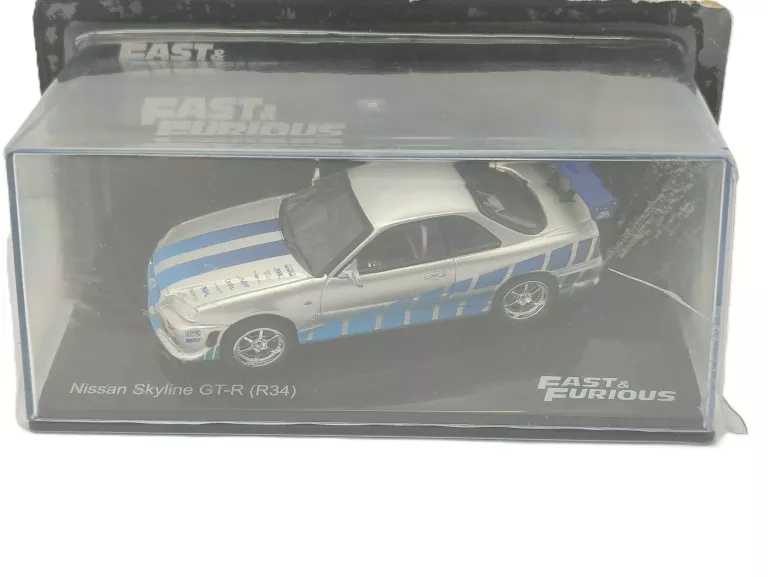 FAST &
FAST &
FURIOUS
Nissan Skyline GT-R (R34)
FAST &
FURIOUS